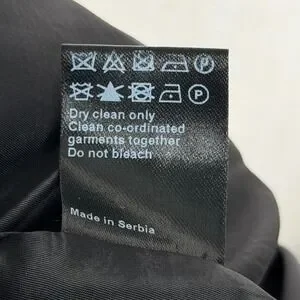 P
P
Dry clean only
Clean co-ordinated
garments together
Do not bleach
Made in Serbia